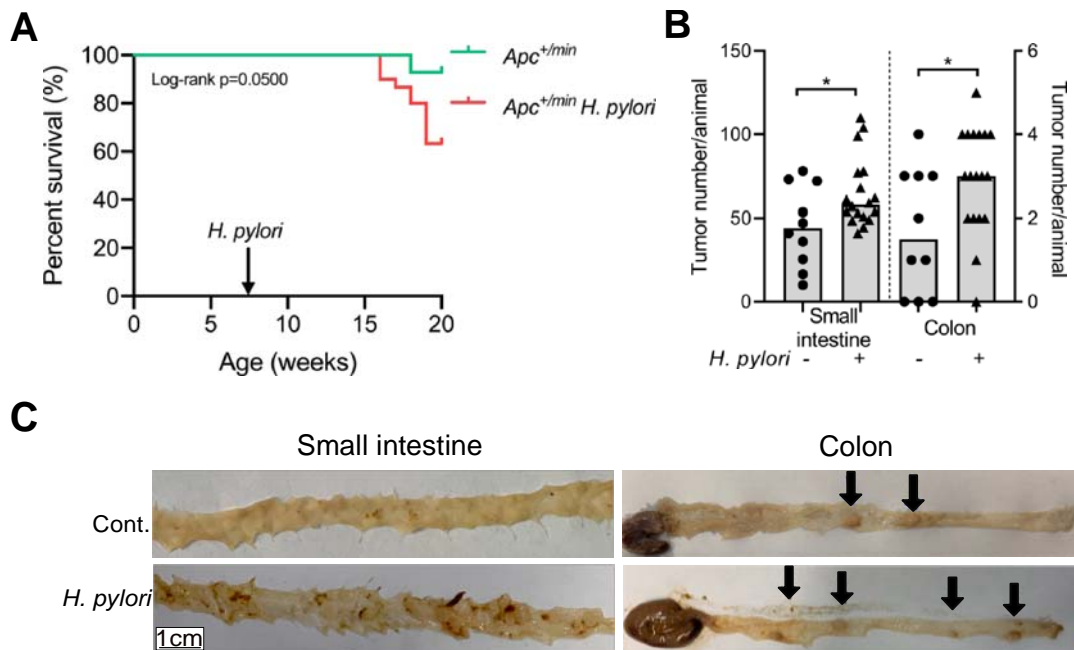 A
Percent survival (%)
100
80
60
40
20
0
Log-rank p=0.0500
H. pylori
0
5
10
15
20
Age (weeks)
Apc+/min
Apc+/min H. pylori
B
Tumor number/animal
150
100
50
0
*
*
6
4
2
0
Tumor number/animal
Small
intestine
Colon
H. pylori - + - +
C
Small intestine
Colon
Cont.
H. pylori
1cm